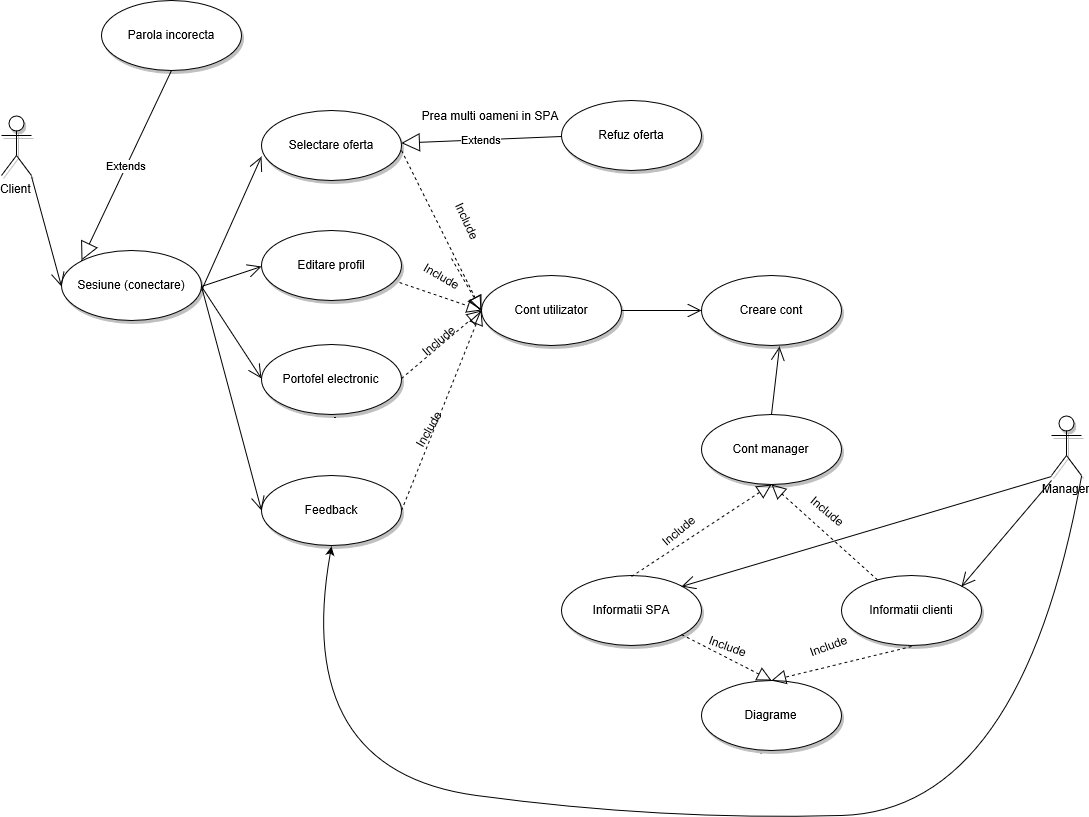 Parola incorecta
Prea multi oameni in SPA
Refuz oferta
Selectare oferta
Extends
Extends
Client
Include
Editare profil
Include
Sesiune (conectare)
Cont utilizator
Creare cont
Include
Portofel electronic
Include
Cont manager
Manager
Feedback
Include
Include
Informatii SPA
Informatii clienti
Include
Include
Diagrame